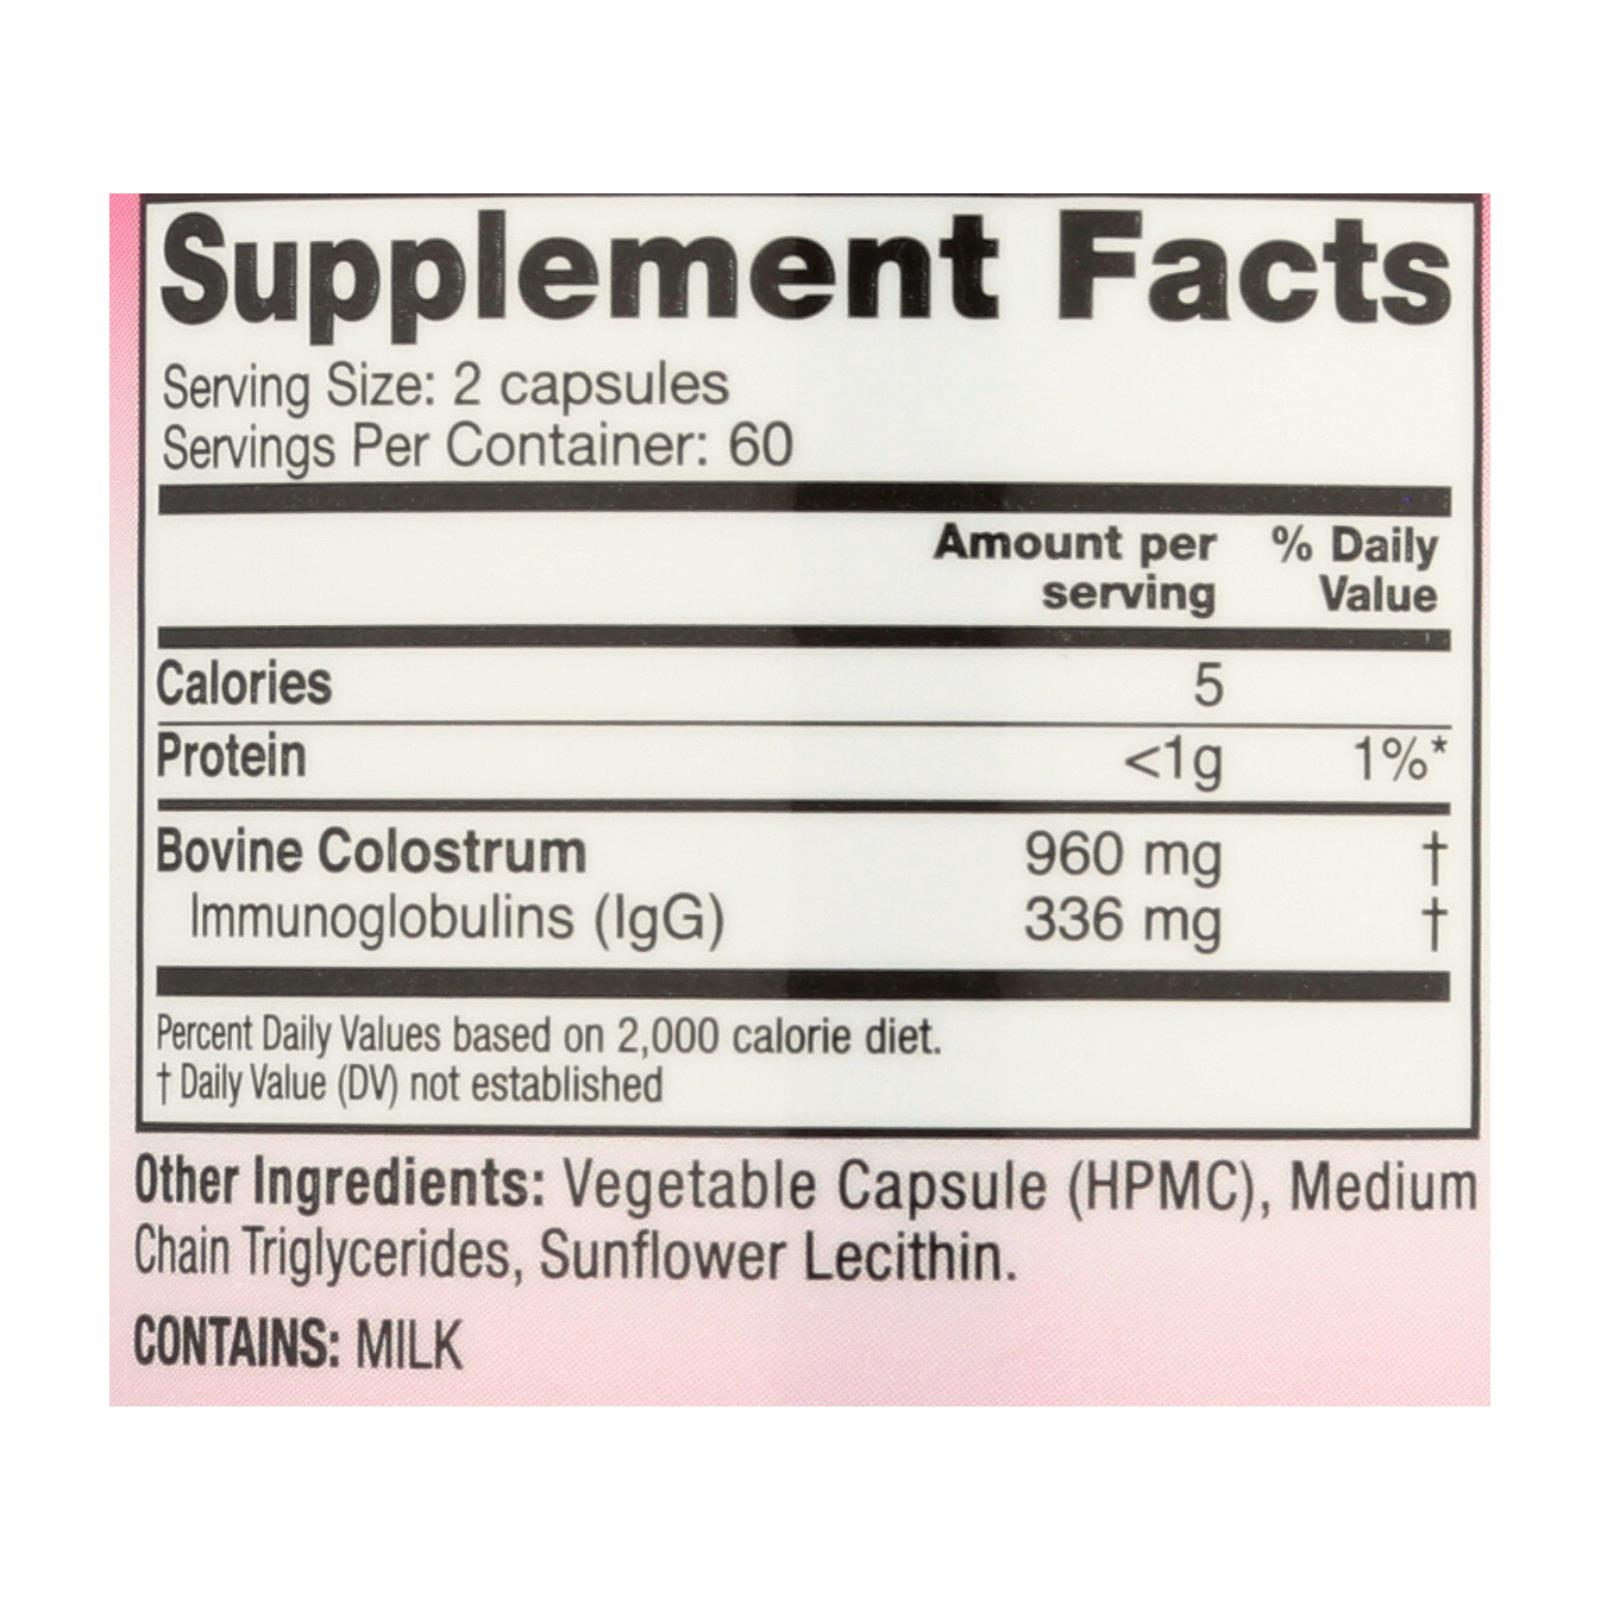 Supplement Facts
Serving Size: 2 capsules
Servings Per Container: 60
Amount per % Daily
serving Value
Calories 5
Protein <1g 1%*
Bovine Colostrum 960 mg †
Immunoglobulins (IgG) 336 mg †
Percent Daily Values based on 2,000 calorie diet.
† Daily Value (DV) not established
Other Ingredients: Vegetable Capsule (HPMC), Medium
Chain Triglycerides, Sunflower Lecithin.
CONTAINS: MILK